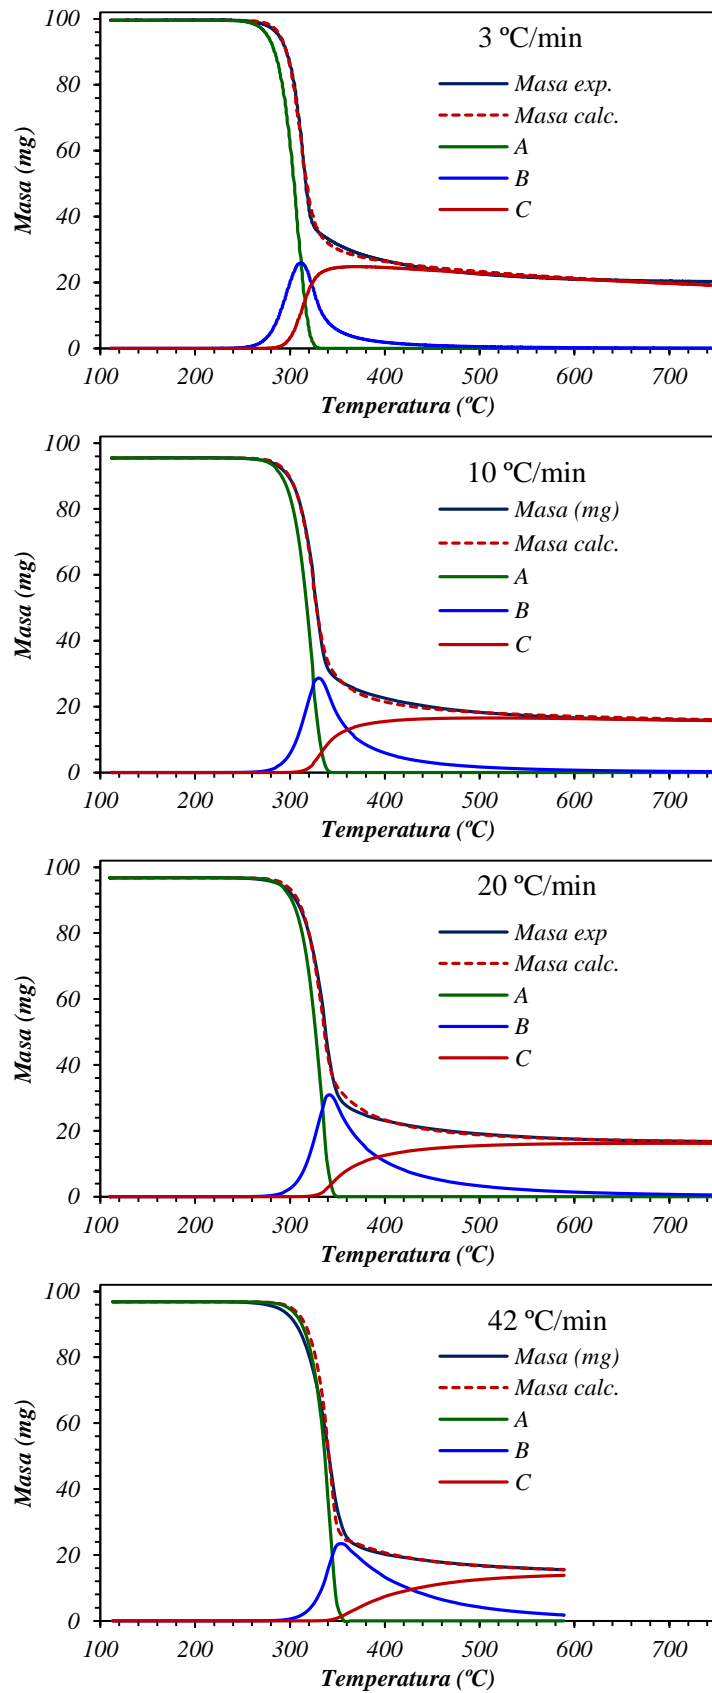 100
80
60
40
20
0
Masa (mg)
3 ºC/min
Masa exp.
Masa calc.
A
B
C
100 200 300 400 500 600 700
Temperatura (ºC)
100
80
60
40
20
0
Masa (mg)
10 ºC/min
Masa (mg)
Masa calc.
A
B
C
100 200 300 400 500 600 700
Temperatura (ºC)
100
80
60
40
20
0
Masa (mg)
20 ºC/min
Masa exp
Masa calc.
A
B
C
100 200 300 400 500 600 700
Temperatura (ºC)
100
80
60
40
20
0
Masa (mg)
42 ºC/min
Masa (mg)
Masa calc.
A
B
C
100 200 300 400 500 600 700
Temperatura (ºC)